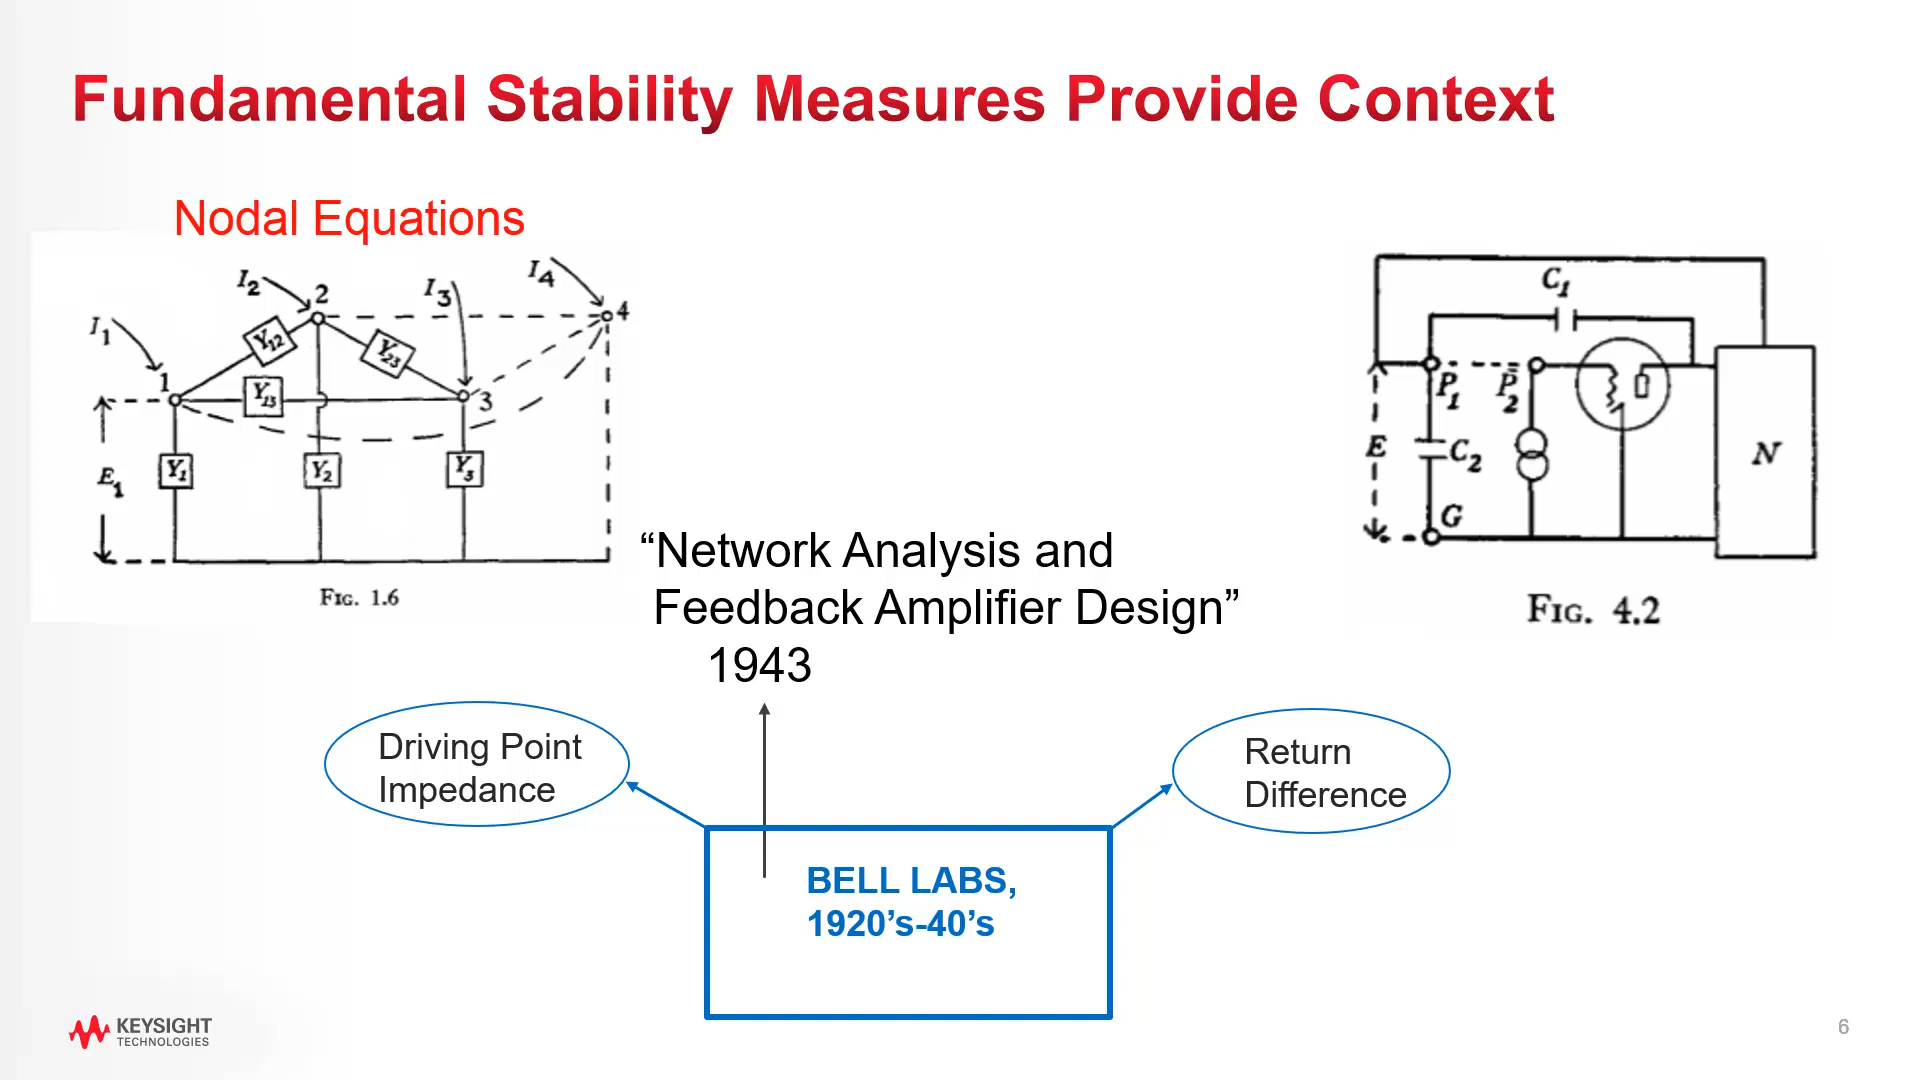 Fundamental Stability Measures Provide Context
Nodal Equations
I1
I2
2
I3
I4
4
1
Y12
Y23
Y13
3
E1
Y1
Y2
Y3
FIG. 1.6
C1
P1
P2
E
C2
G
N
FIG. 4.2
“Network Analysis and
Feedback Amplifier Design”
1943
Driving Point
Impedance
Return
Difference
BELL LABS,
1920’s-40’s
KEYSIGHT
TECHNOLOGIES
6